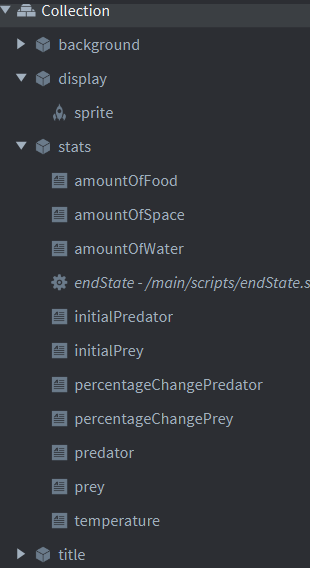 Collection
background
display
sprite
stats
amountOfFood
amountOfSpace
amountOfWater
endState - /main/scripts/endState.s
initialPredator
initialPrey
percentageChangePredator
percentageChangePrey
predator
prey
temperature
title